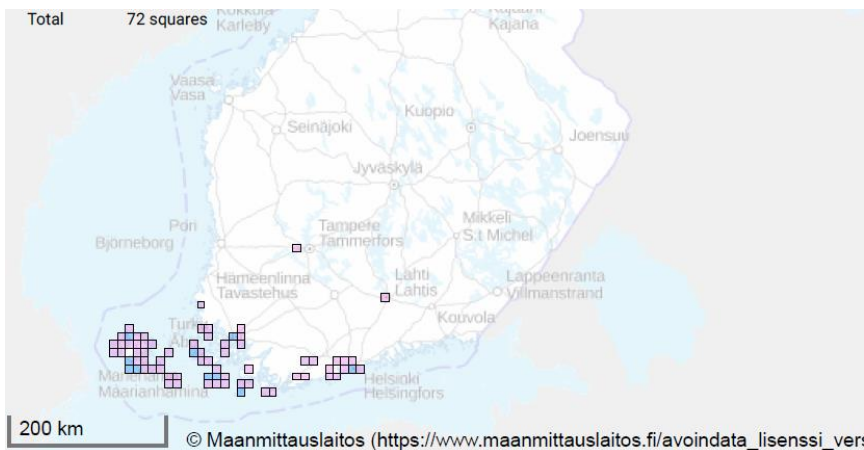 Total 72 squares
Kokkola
Karleby
Kajaani
Kajana
Vaasa
Vasa
Kuopio
Seinäjoki
Joensuu
Jyväskylä
Pori
Björneborg
Tampere
Tammerfors
Mikkeli
S:t Michel
Hämeenlinna
Tavastehus
Lahti
Lahtis
Lappeenranta
Villmanstrand
Kouvola
Turku
Maarianhamina
Helsinki
Helsingfors
200 km
© Maanmittauslaitos (https://www.maanmittauslaitos.fi/avoindata_lisenssi_vers